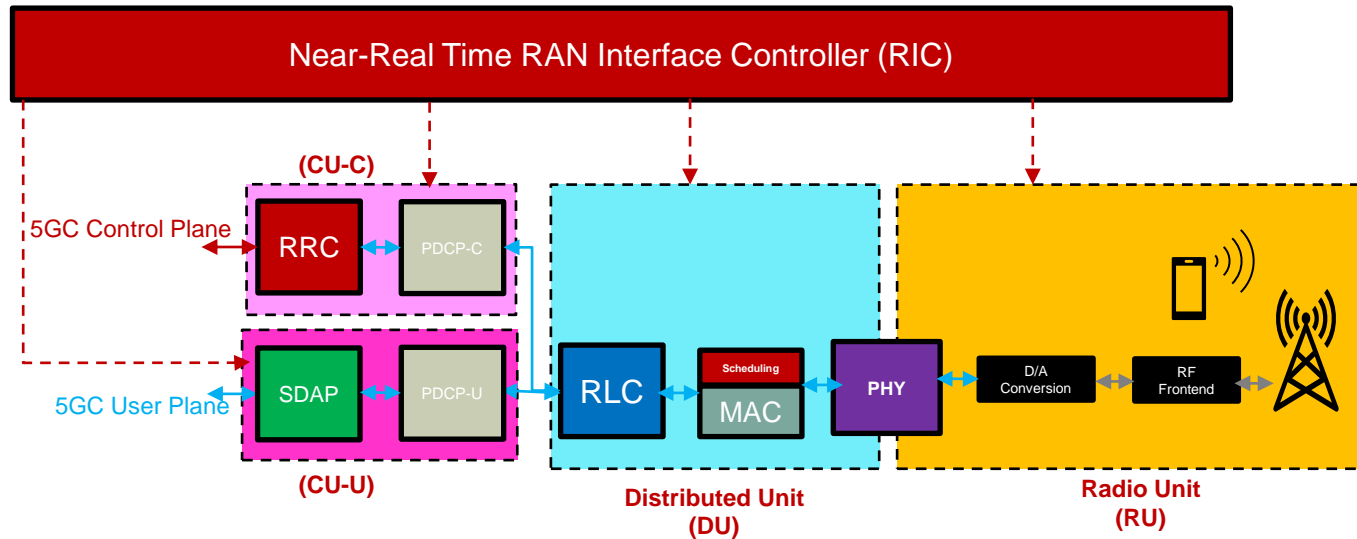 Near-Real Time RAN Interface Controller (RIC)
(CU-C)
5GC Control Plane
RRC
PDCP-C
5GC User Plane
SDAP
PDCP-U
(CU-U)
RLC
Scheduling
MAC
PHY
D/A
Conversion
RF
Frontend
Distributed Unit
(DU)
Radio Unit
(RU)